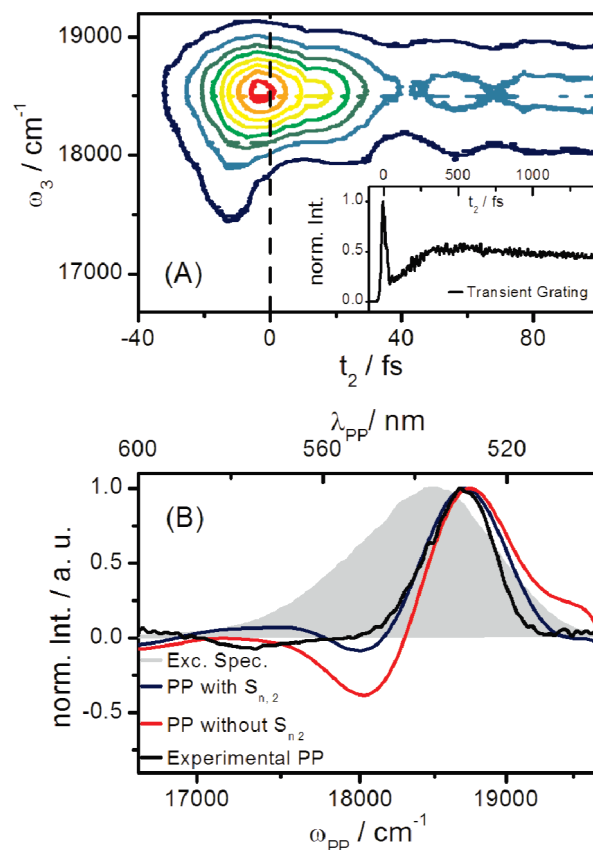 19000
18000
17000
ω₃ / cm⁻¹
(A)
0 500 1000
t₂ / fs
norm. Int.
1.0
0.5
0.0
Transient Grating
-40 0 40 80
t₂ / fs
λPP/ nm
600 560 520
(B)
norm. Int. / a. u.
1.0
0.5
0.0
-0.5
Exc. Spec.
PP with Sn, 2
PP without Sn 2
Experimental PP
17000 18000 19000
ωPP / cm⁻¹